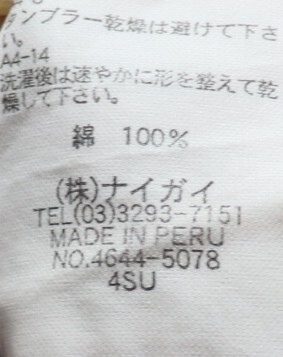 タンブラー乾燥は避けて下さ
い。
A4-14
洗濯後は速やかに形を整えて乾
燥して下さい。
綿 100%
(株)ナイガイ
TEL(03)3293-7151
MADE IN PERU
NO.4644-5078
4SU